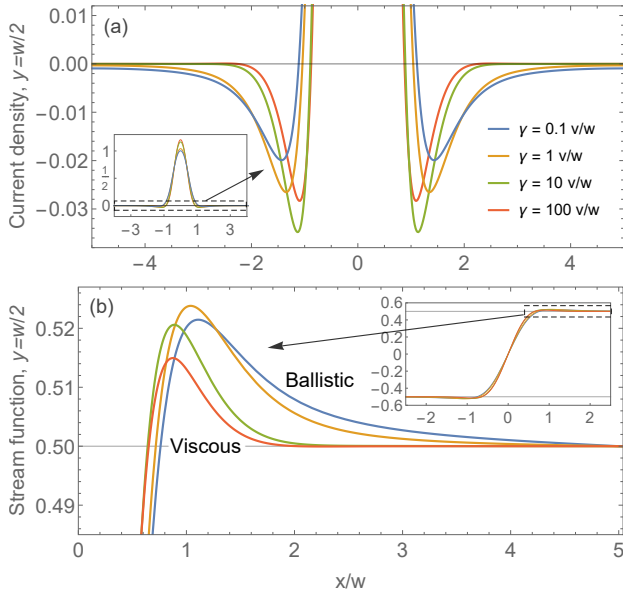 (a)
Current density, y =w/2
0.01
0.00
−0.01
−0.02
−0.03
1
1
2
0
−3 −1 0 1 3
γ = 0.1 v/w
γ = 1 v/w
γ = 10 v/w
γ = 100 v/w
−4 −2 0 2 4
(b)
Stream function, y =w/2
0.52
0.51
0.50
0.49
0.6
0.4
0.2
0
−0.2
−0.4
−0.6
−2 −1 0 1 2
Ballistic
Viscous
0 1 2 3 4 5
x/w